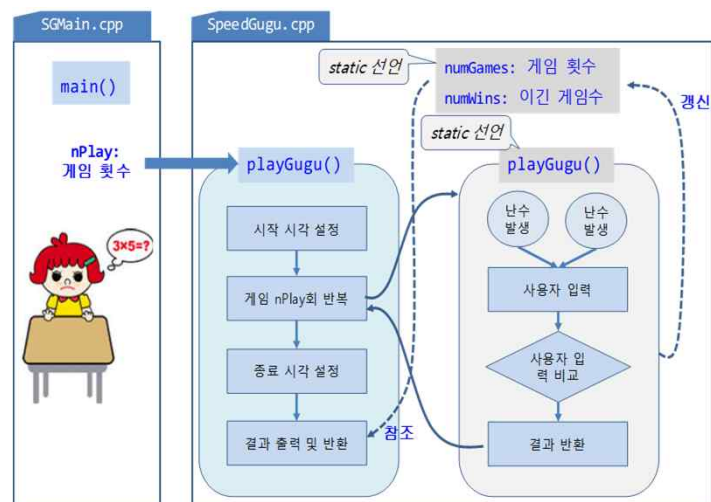 SGMain.cpp
SpeedGugu.cpp
main()
static 선언
numGames: 게임 횟수
numWins: 이긴 게임수
갱신
static 선언
nPlay:
게임 횟수
playGugu()
playGugu()
3×5=?
시작 시각 설정
게임 nPlay회 반복
종료 시각 설정
결과 출력 및 반환
참조
난수
발생
난수
발생
사용자 입력
사용자 입
력 비교
결과 반환